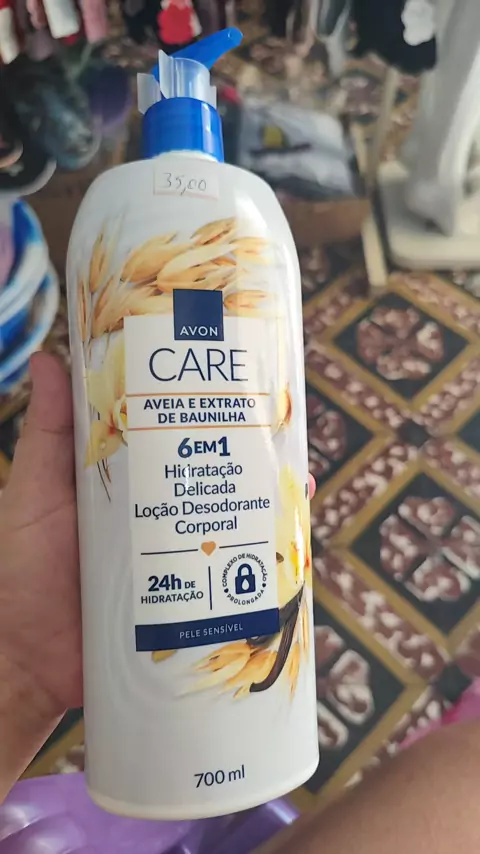 35,00
AVON
CARE
AVEIA E EXTRATO
DE BAUNILHA
6 EM 1
Hidratação
Delicada
Loção Desodorante
Corporal
24h DE
HIDRATAÇÃO
COMPLEXO DE HIDRATAÇÃO
PROLONGADA
PELE SENSÍVEL
700 ml